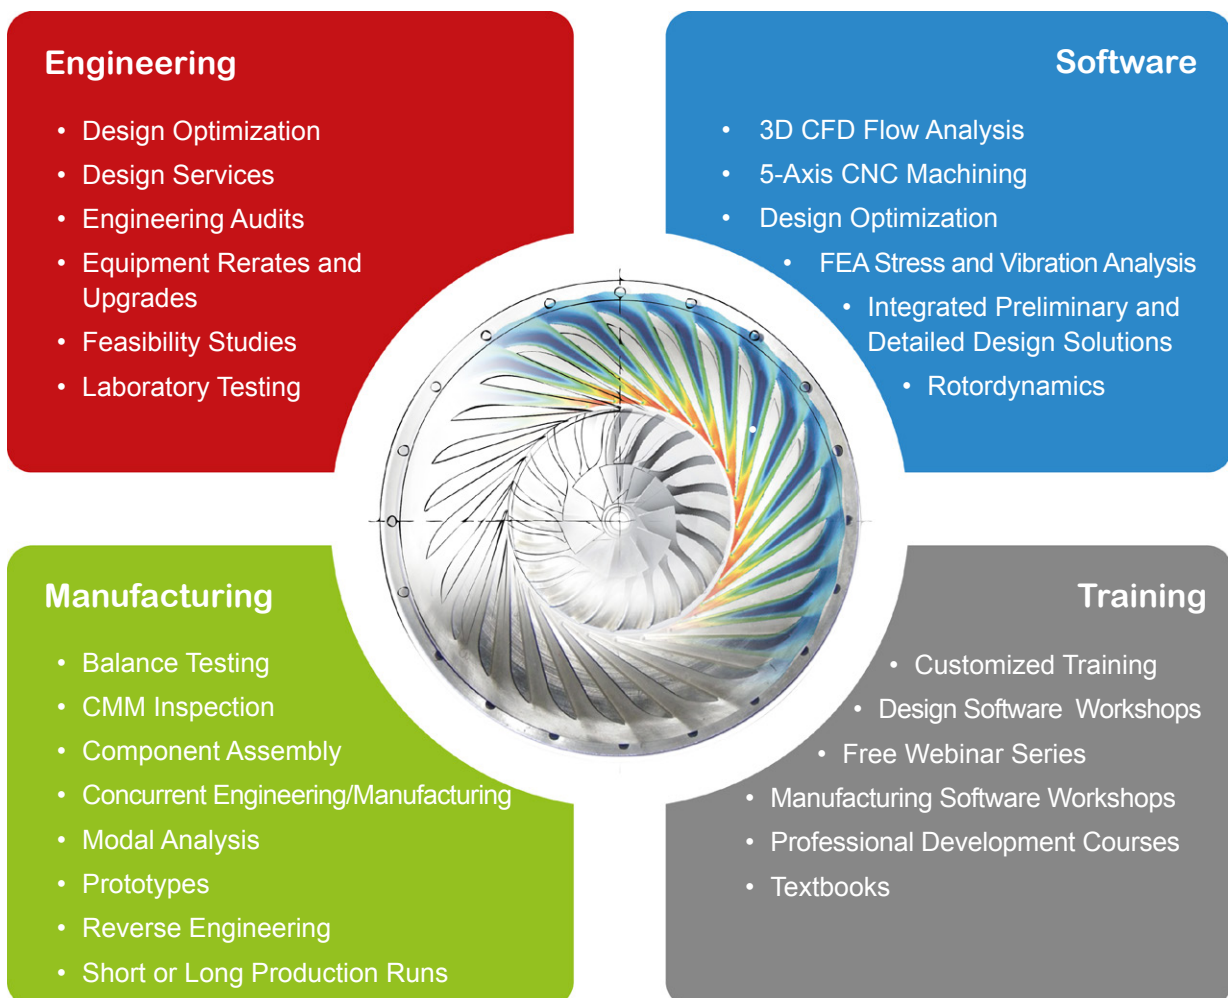 Engineering
• Design Optimization
• Design Services
• Engineering Audits
• Equipment Rerates and
Upgrades
• Feasibility Studies
• Laboratory Testing
Software
• 3D CFD Flow Analysis
• 5-Axis CNC Machining
• Design Optimization
• FEA Stress and Vibration Analysis
• Integrated Preliminary and
Detailed Design Solutions
• Rotordynamics
Manufacturing
• Balance Testing
• CMM Inspection
• Component Assembly
• Concurrent Engineering/Manufacturing
• Modal Analysis
• Prototypes
• Reverse Engineering
• Short or Long Production Runs
Training
• Customized Training
• Design Software Workshops
• Free Webinar Series
• Manufacturing Software Workshops
• Professional Development Courses
• Textbooks